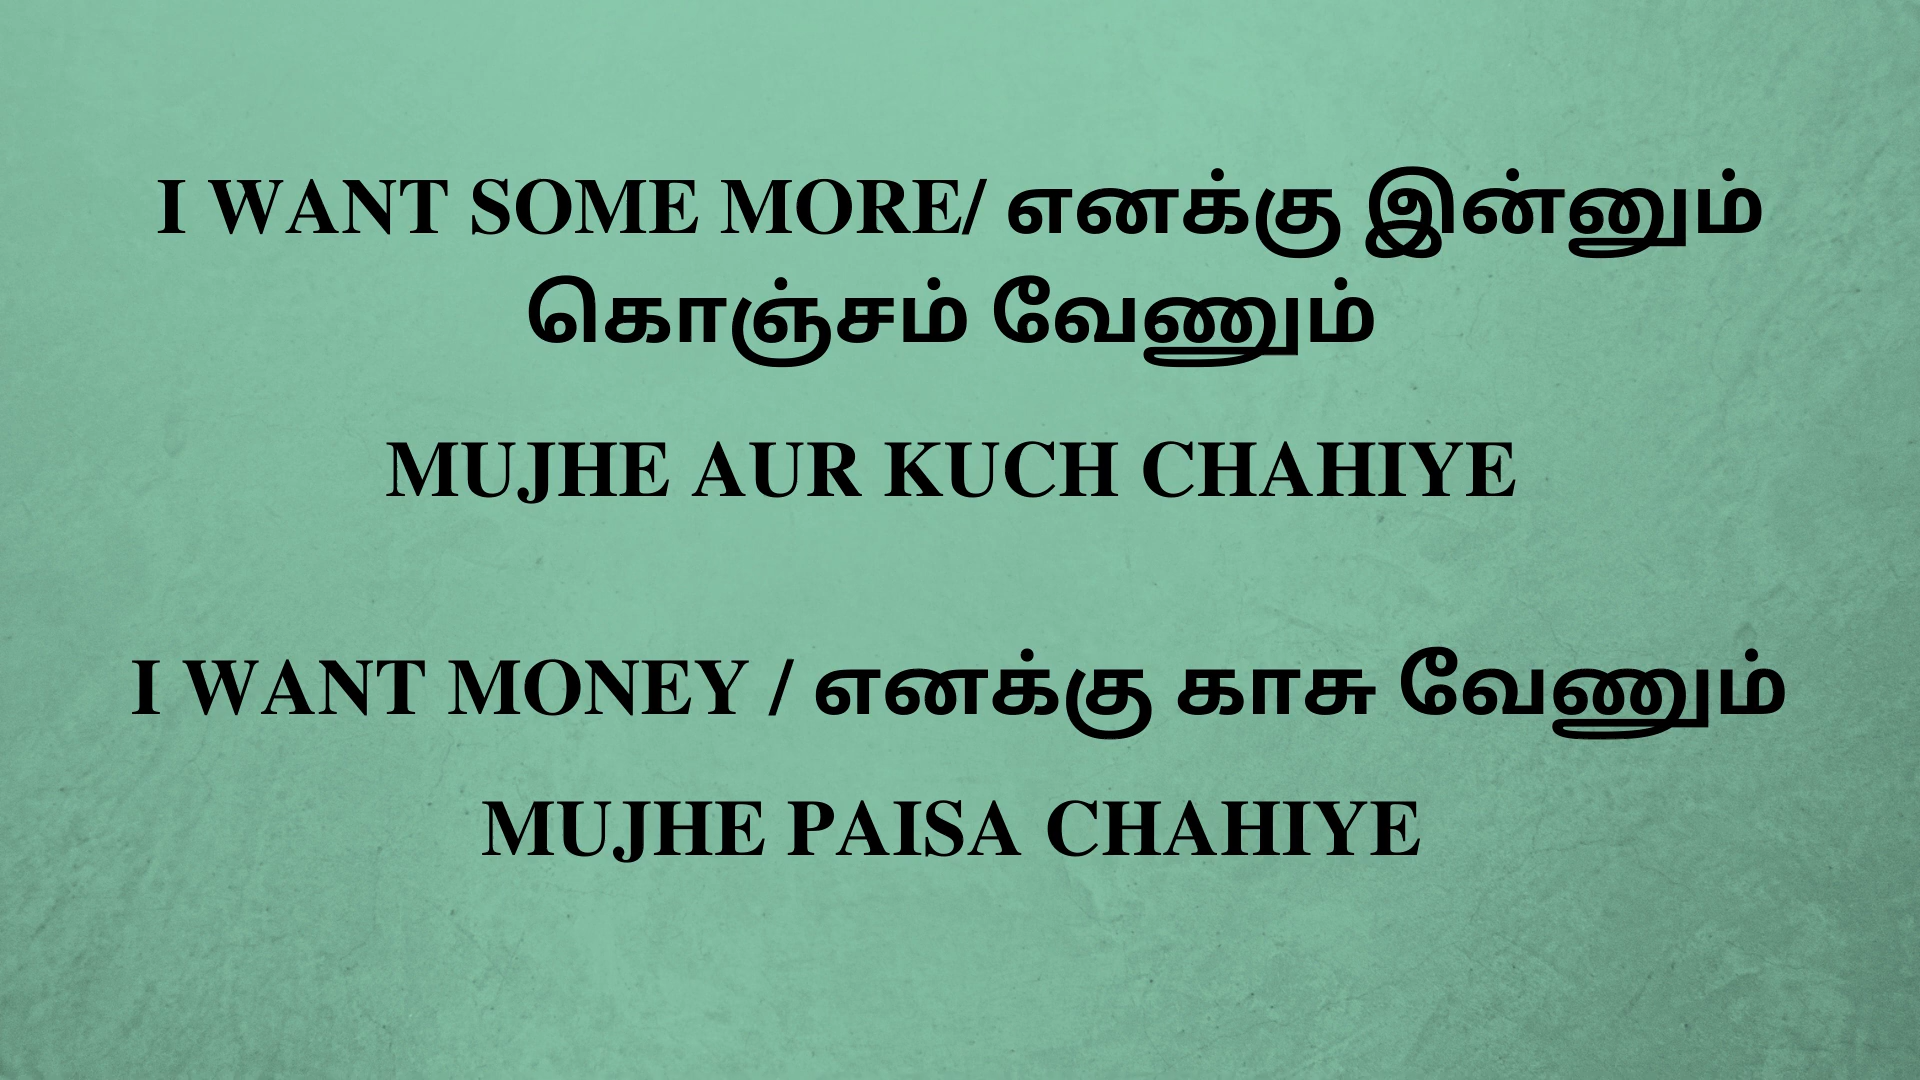 I WANT SOME MORE/ எனக்கு இன்னும்
கொஞ்சம் வேணும்
MUJHE AUR KUCH CHAHIYE
I WANT MONEY / எனக்கு காசு வேணும்
MUJHE PAISA CHAHIYE